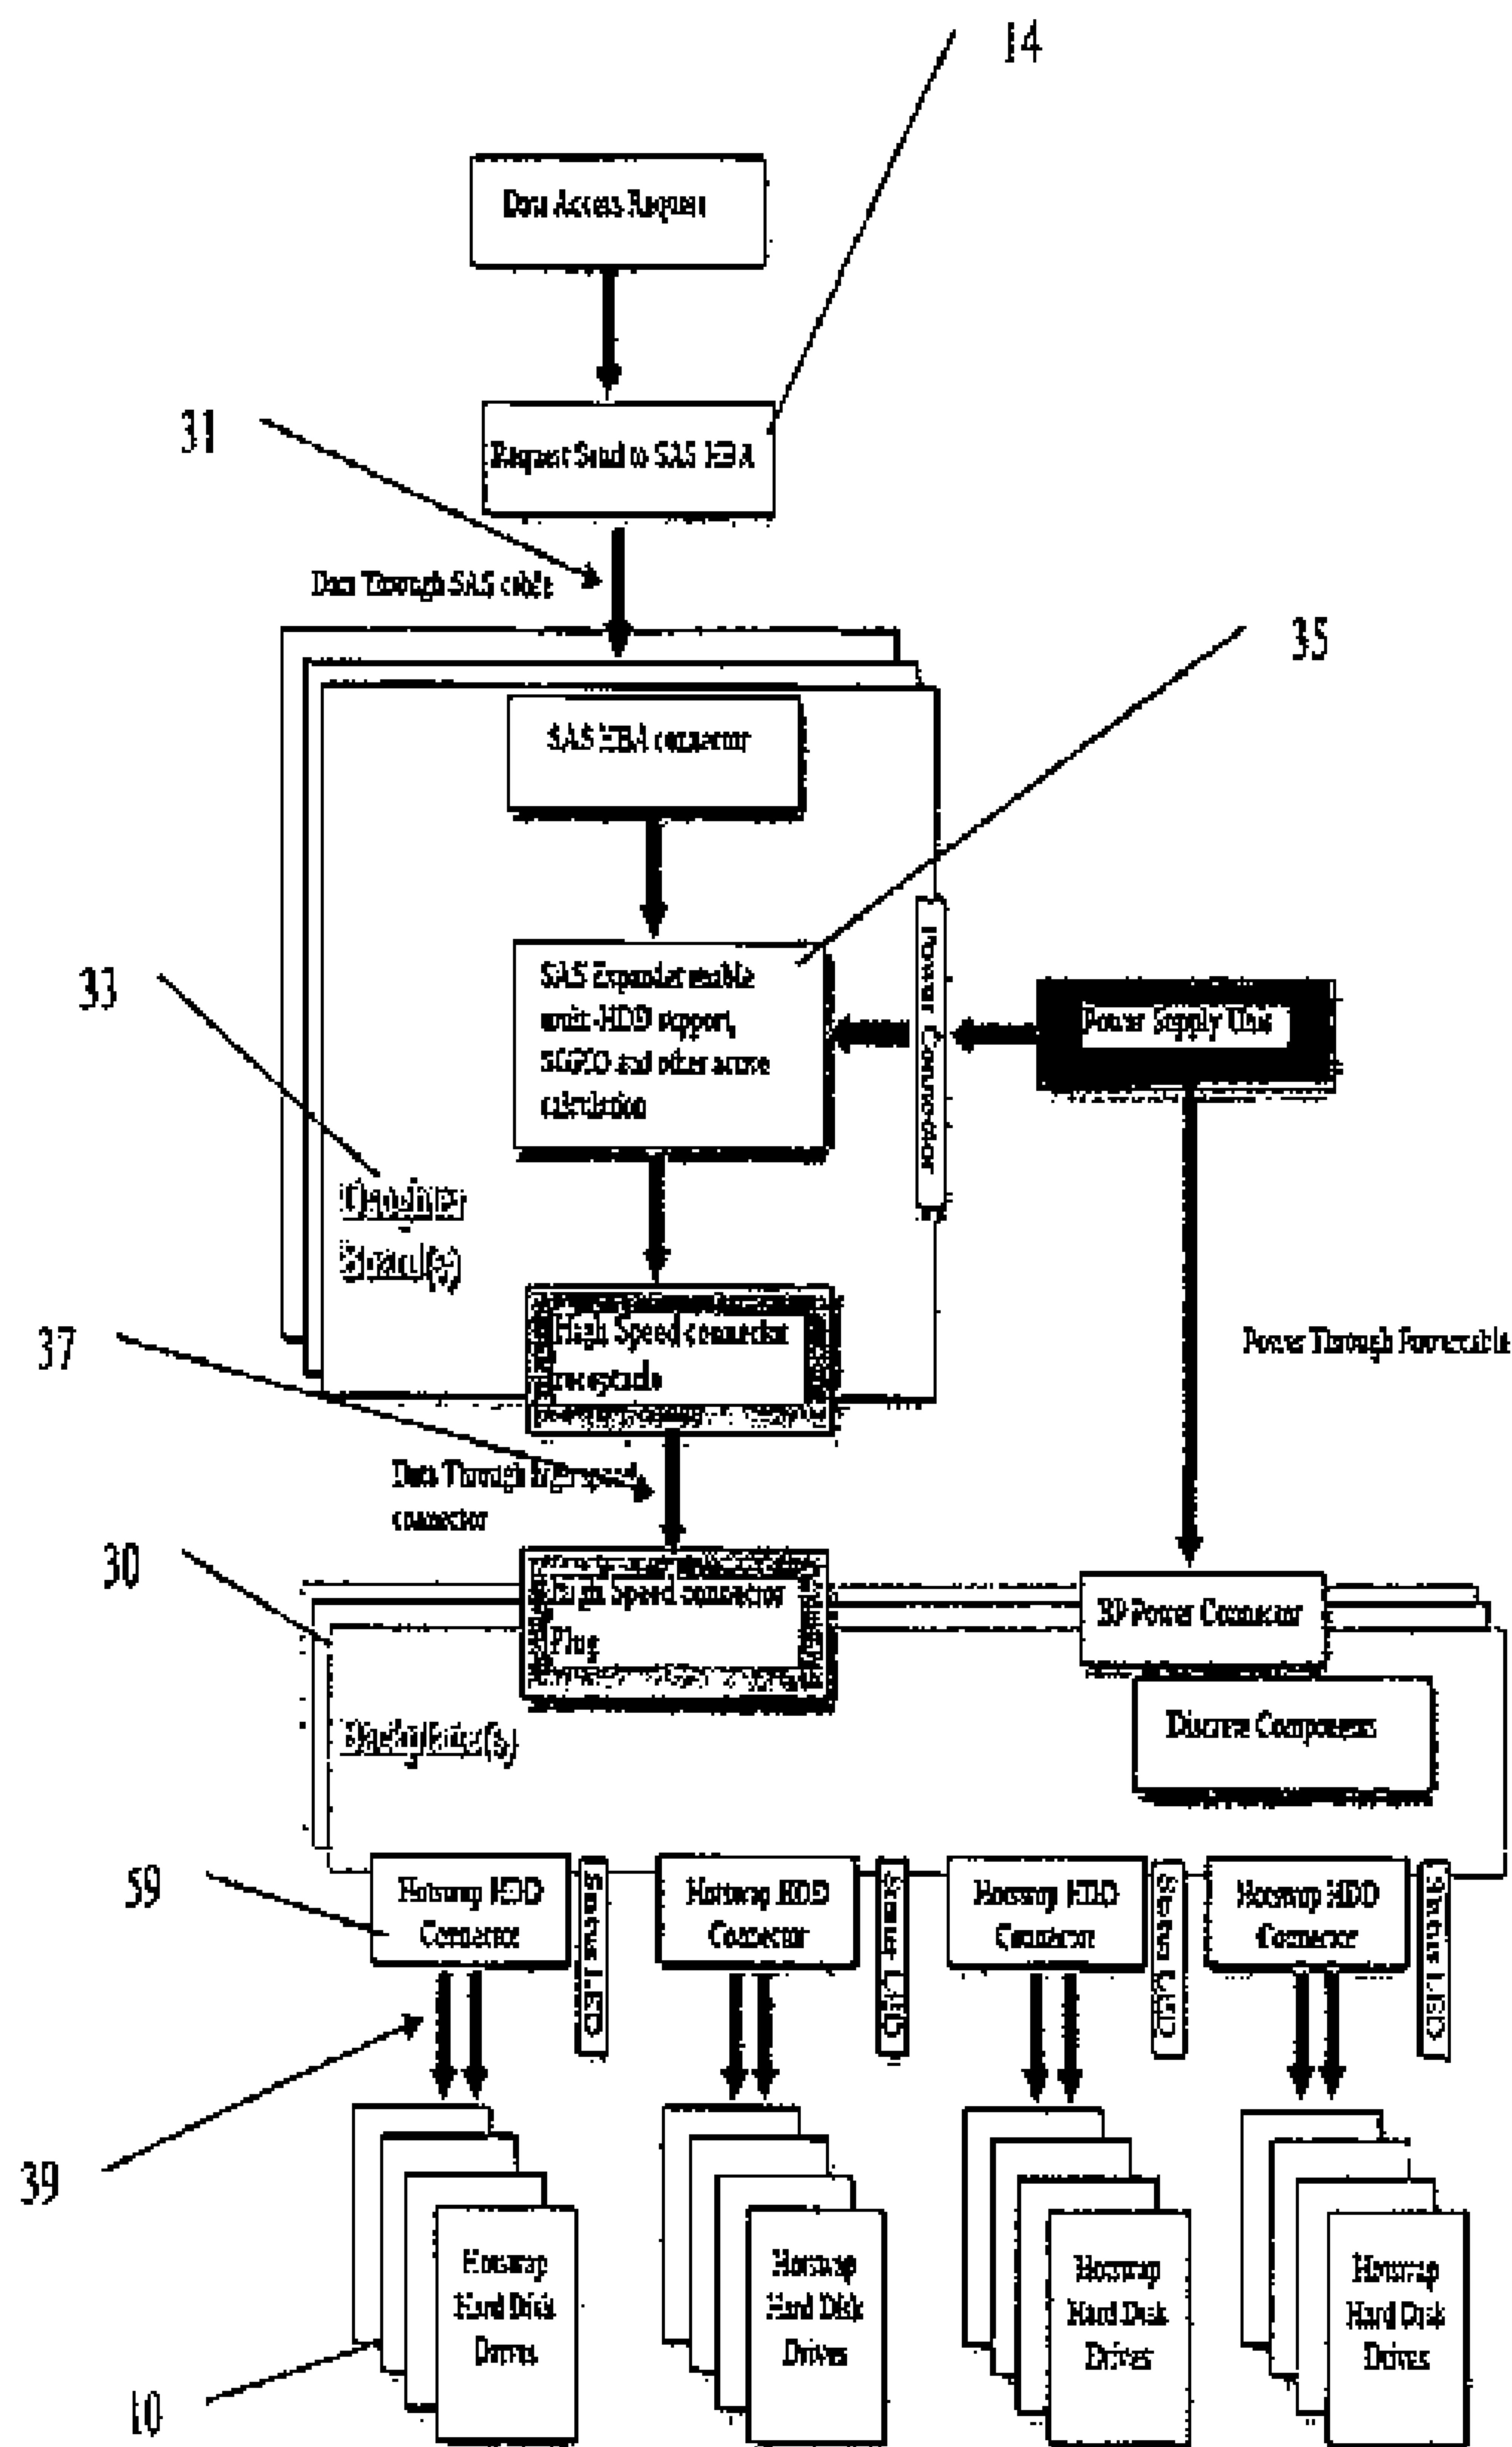 14
Data Access Request
31
Request Send to SAS HBA
Data Through SAS cable
35
SAS HBA connector
33
SAS Expander enable
multi-HDD support,
SGPIO and other active
calculation
Power Connector
Power Supply Unit
Daughter
Board(s)
37
High Speed connector
receptacle
Power Through Powercable
Data Through high speed
connector
30
High Speed connector
Plug
BP Power Connector
Backplane(s)
Discrete Components
59
Hotswap HDD
Connector
Status LED
Hotswap HDD
Connector
Status LED
Hotswap HDD
Connector
Status LED
Hotswap HDD
Connector
Status LED
39
Hotswap
Hard Disk
Drives
Hotswap
Hard Disk
Drives
Hotswap
Hard Disk
Drives
Hotswap
Hard Disk
Drives
10